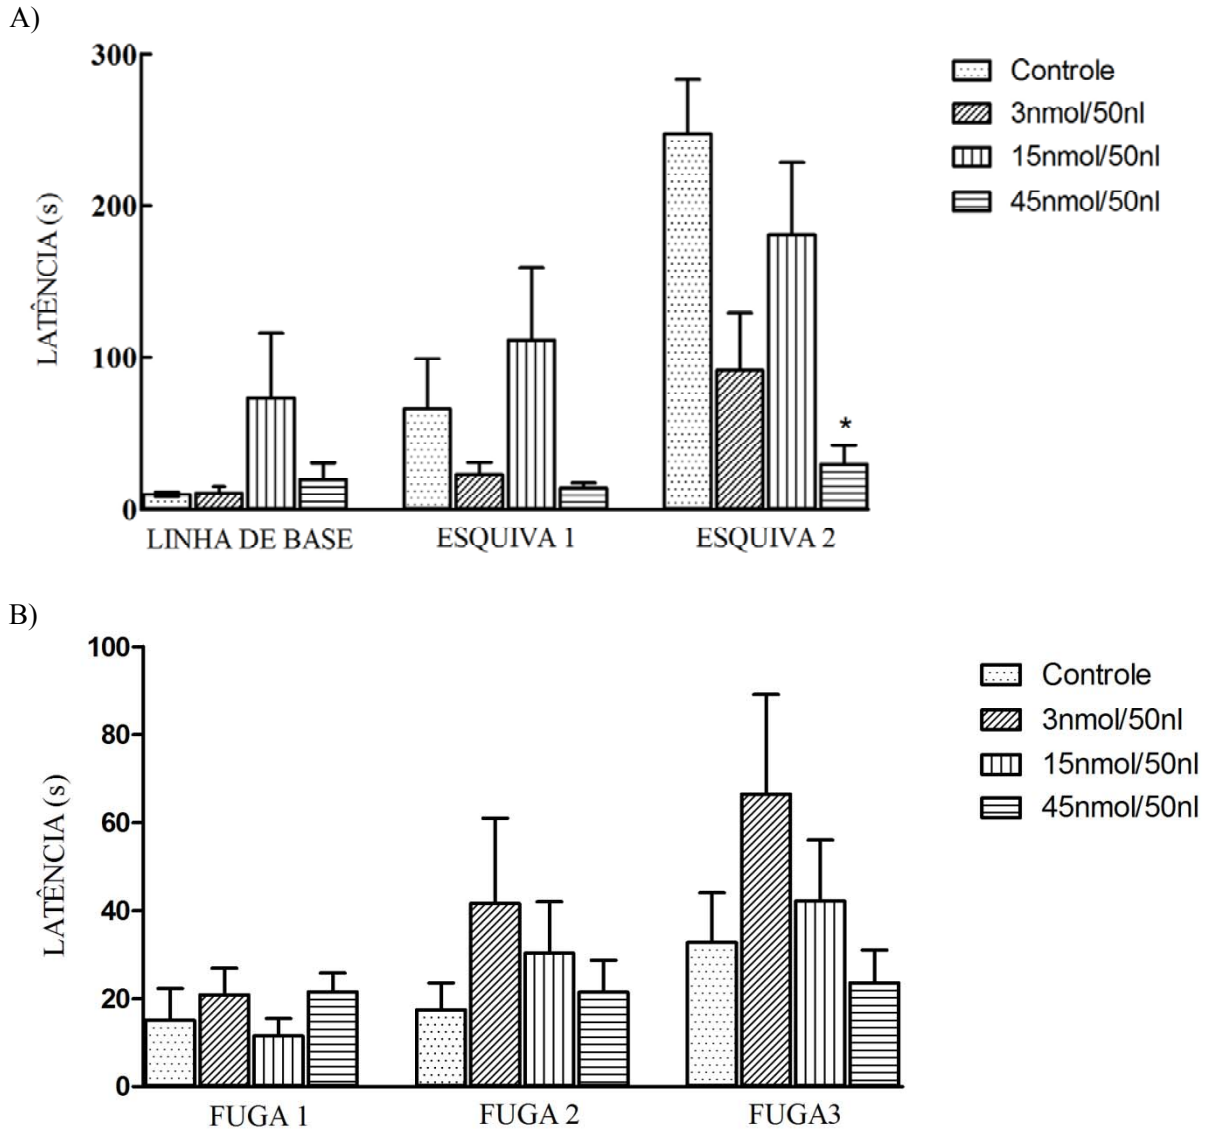 A)
LATÊNCIA (s)
300
200
100
0
LINHA DE BASE
ESQUIVA 1
ESQUIVA 2
*
Controle
3nmol/50nl
15nmol/50nl
45nmol/50nl
B)
LATÊNCIA (s)
100
80
60
40
20
0
FUGA 1
FUGA 2
FUGA3
Controle
3nmol/50nl
15nmol/50nl
45nmol/50nl